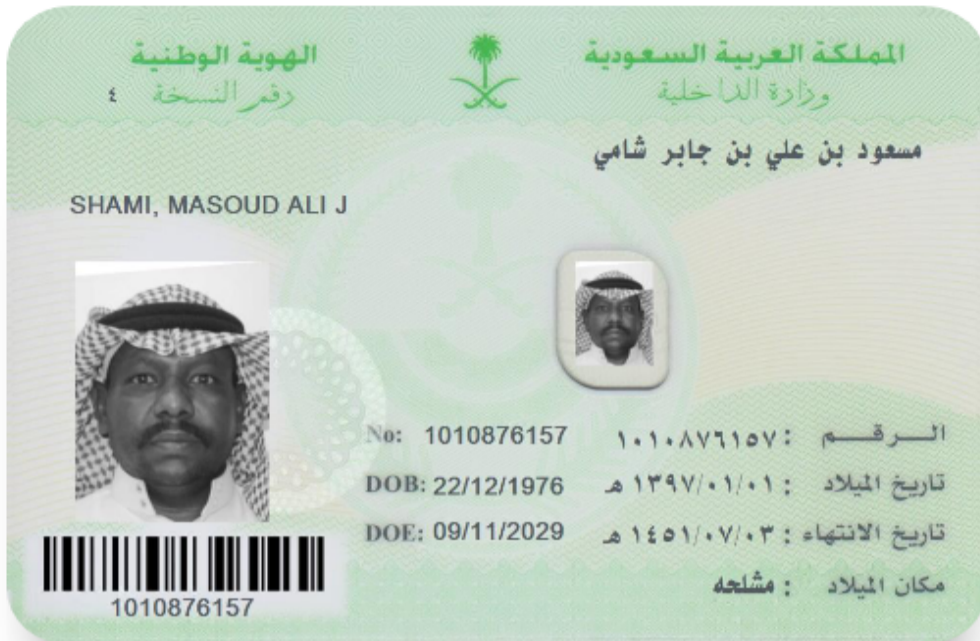 المملكة العربية السعودية
وزارة الداخلية
الهوية الوطنية
رقم النسخة ٤
مسعود بن علي بن جابر شامي
SHAMI, MASOUD ALI J
الرقم : ١٠١٠٨٧٦١٥٧ No: 1010876157
تاريخ الميلاد : ١٣٩٧/٠١/٠١ هـ DOB: 22/12/1976
تاريخ الانتهاء : ١٤٥١/٠٧/٠٣ هـ DOE: 09/11/2029
مكان الميلاد : مشلحه
1010876157